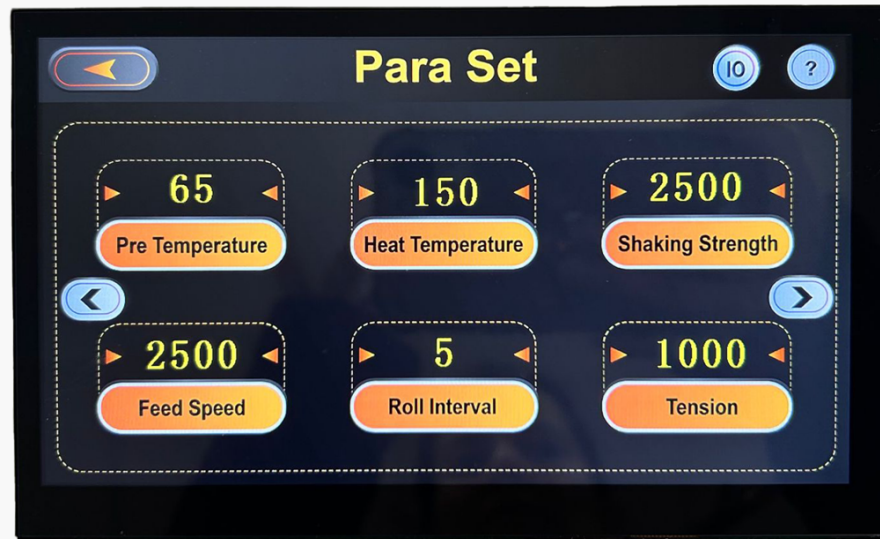 Para Set
IO
?
65
150
2500
Pre Temperature
Heat Temperature
Shaking Strength
2500
5
1000
Feed Speed
Roll Interval
Tension